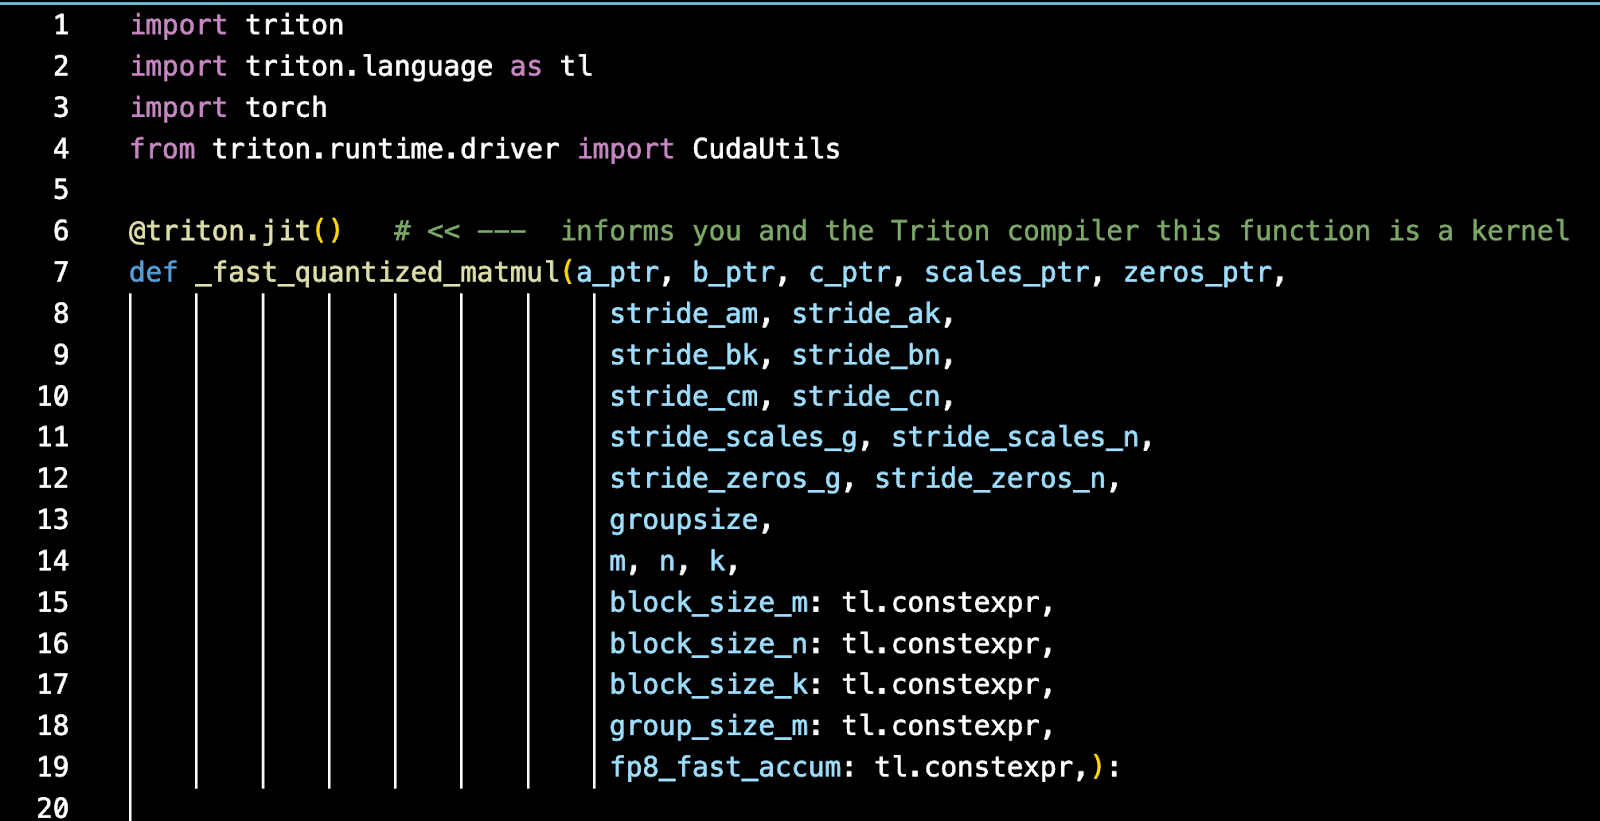 1 import triton
2 import triton.language as tl
3 import torch
4 from triton.runtime.driver import CudaUtils
5
6 @triton.jit() # << --- informs you and the Triton compiler this function is a kernel
7 def _fast_quantized_matmul(a_ptr, b_ptr, c_ptr, scales_ptr, zeros_ptr,
8 stride_am, stride_ak,
9 stride_bk, stride_bn,
10 stride_cm, stride_cn,
11 stride_scales_g, stride_scales_n,
12 stride_zeros_g, stride_zeros_n,
13 groupsize,
14 m, n, k,
15 block_size_m: tl.constexpr,
16 block_size_n: tl.constexpr,
17 block_size_k: tl.constexpr,
18 group_size_m: tl.constexpr,
19 fp8_fast_accum: tl.constexpr,):
20